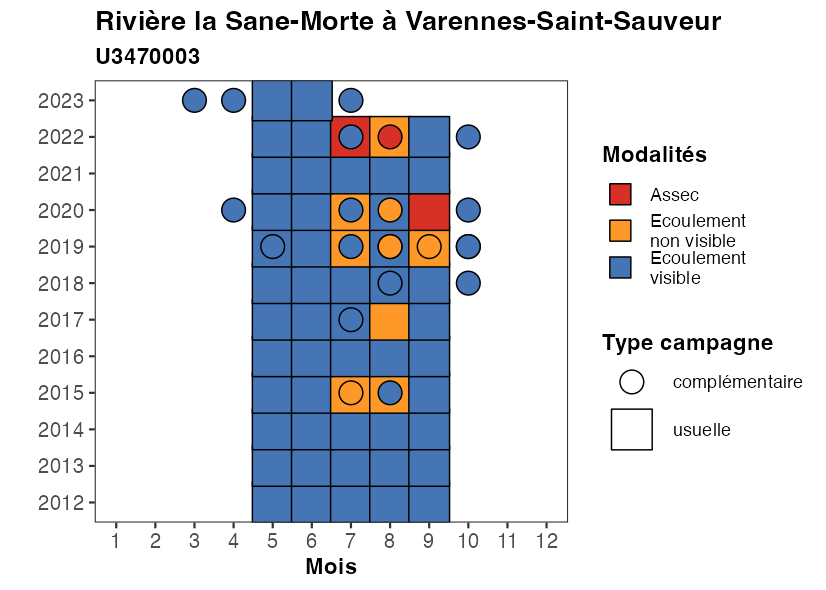 Rivière la Sane-Morte à Varennes-Saint-Sauveur
U3470003
2023
2022
2021
2020
2019
2018
2017
2016
2015
2014
2013
2012
1 2 3 4 5 6 7 8 9 10 11 12
Mois
Modalités
Assec
Ecoulement
non visible
Ecoulement
visible
Type campagne
complémentaire
usuelle